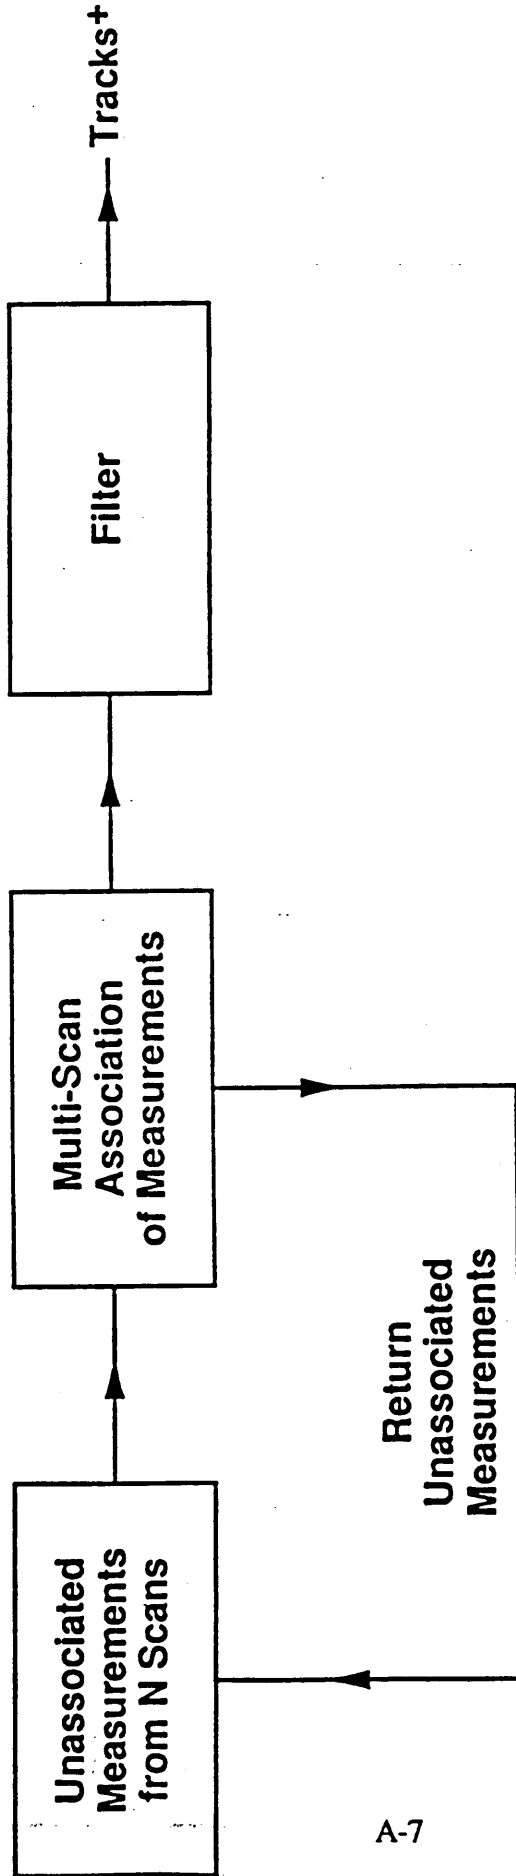 Unassociated
Measurements
from N Scans
Multi-Scan
Association
of Measurements
Filter
Tracks+
Return
Unassociated
Measurements
A-7